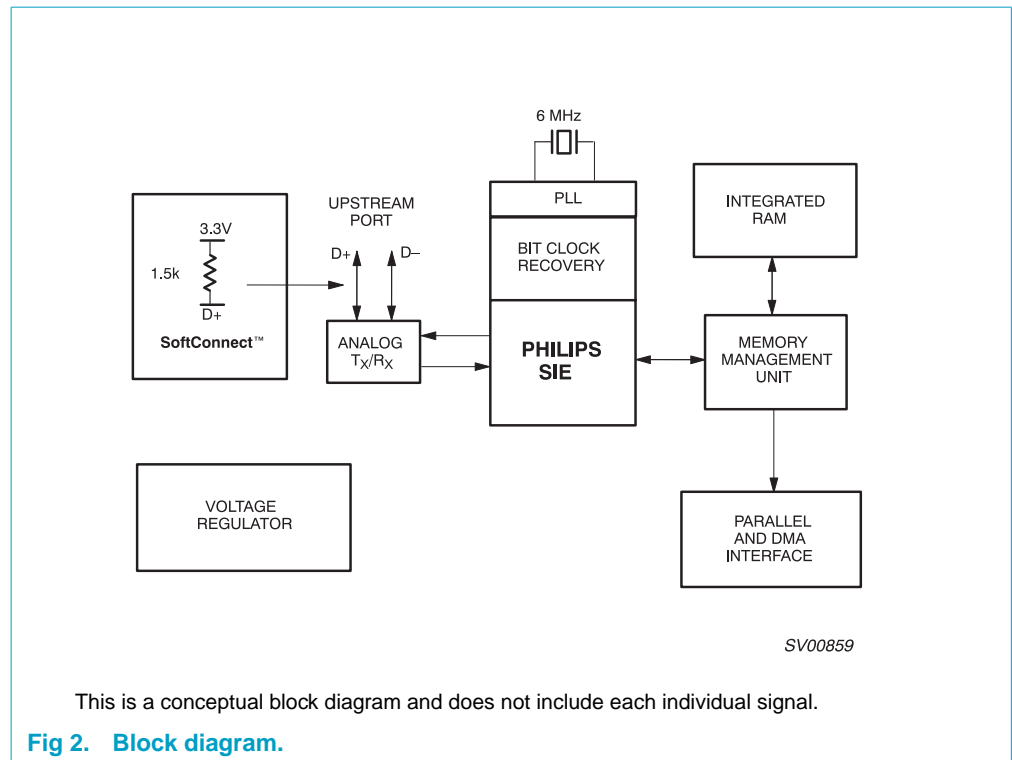 6 MHz
PLL
BIT CLOCK
RECOVERY
PHILIPS
SIE
UPSTREAM
PORT
D+
D–
3.3V
1.5k
D+
SoftConnect™
ANALOG
TX/RX
INTEGRATED
RAM
MEMORY
MANAGEMENT
UNIT
VOLTAGE
REGULATOR
PARALLEL
AND DMA
INTERFACE
SV00859
This is a conceptual block diagram and does not include each individual signal.
Fig 2. Block diagram.